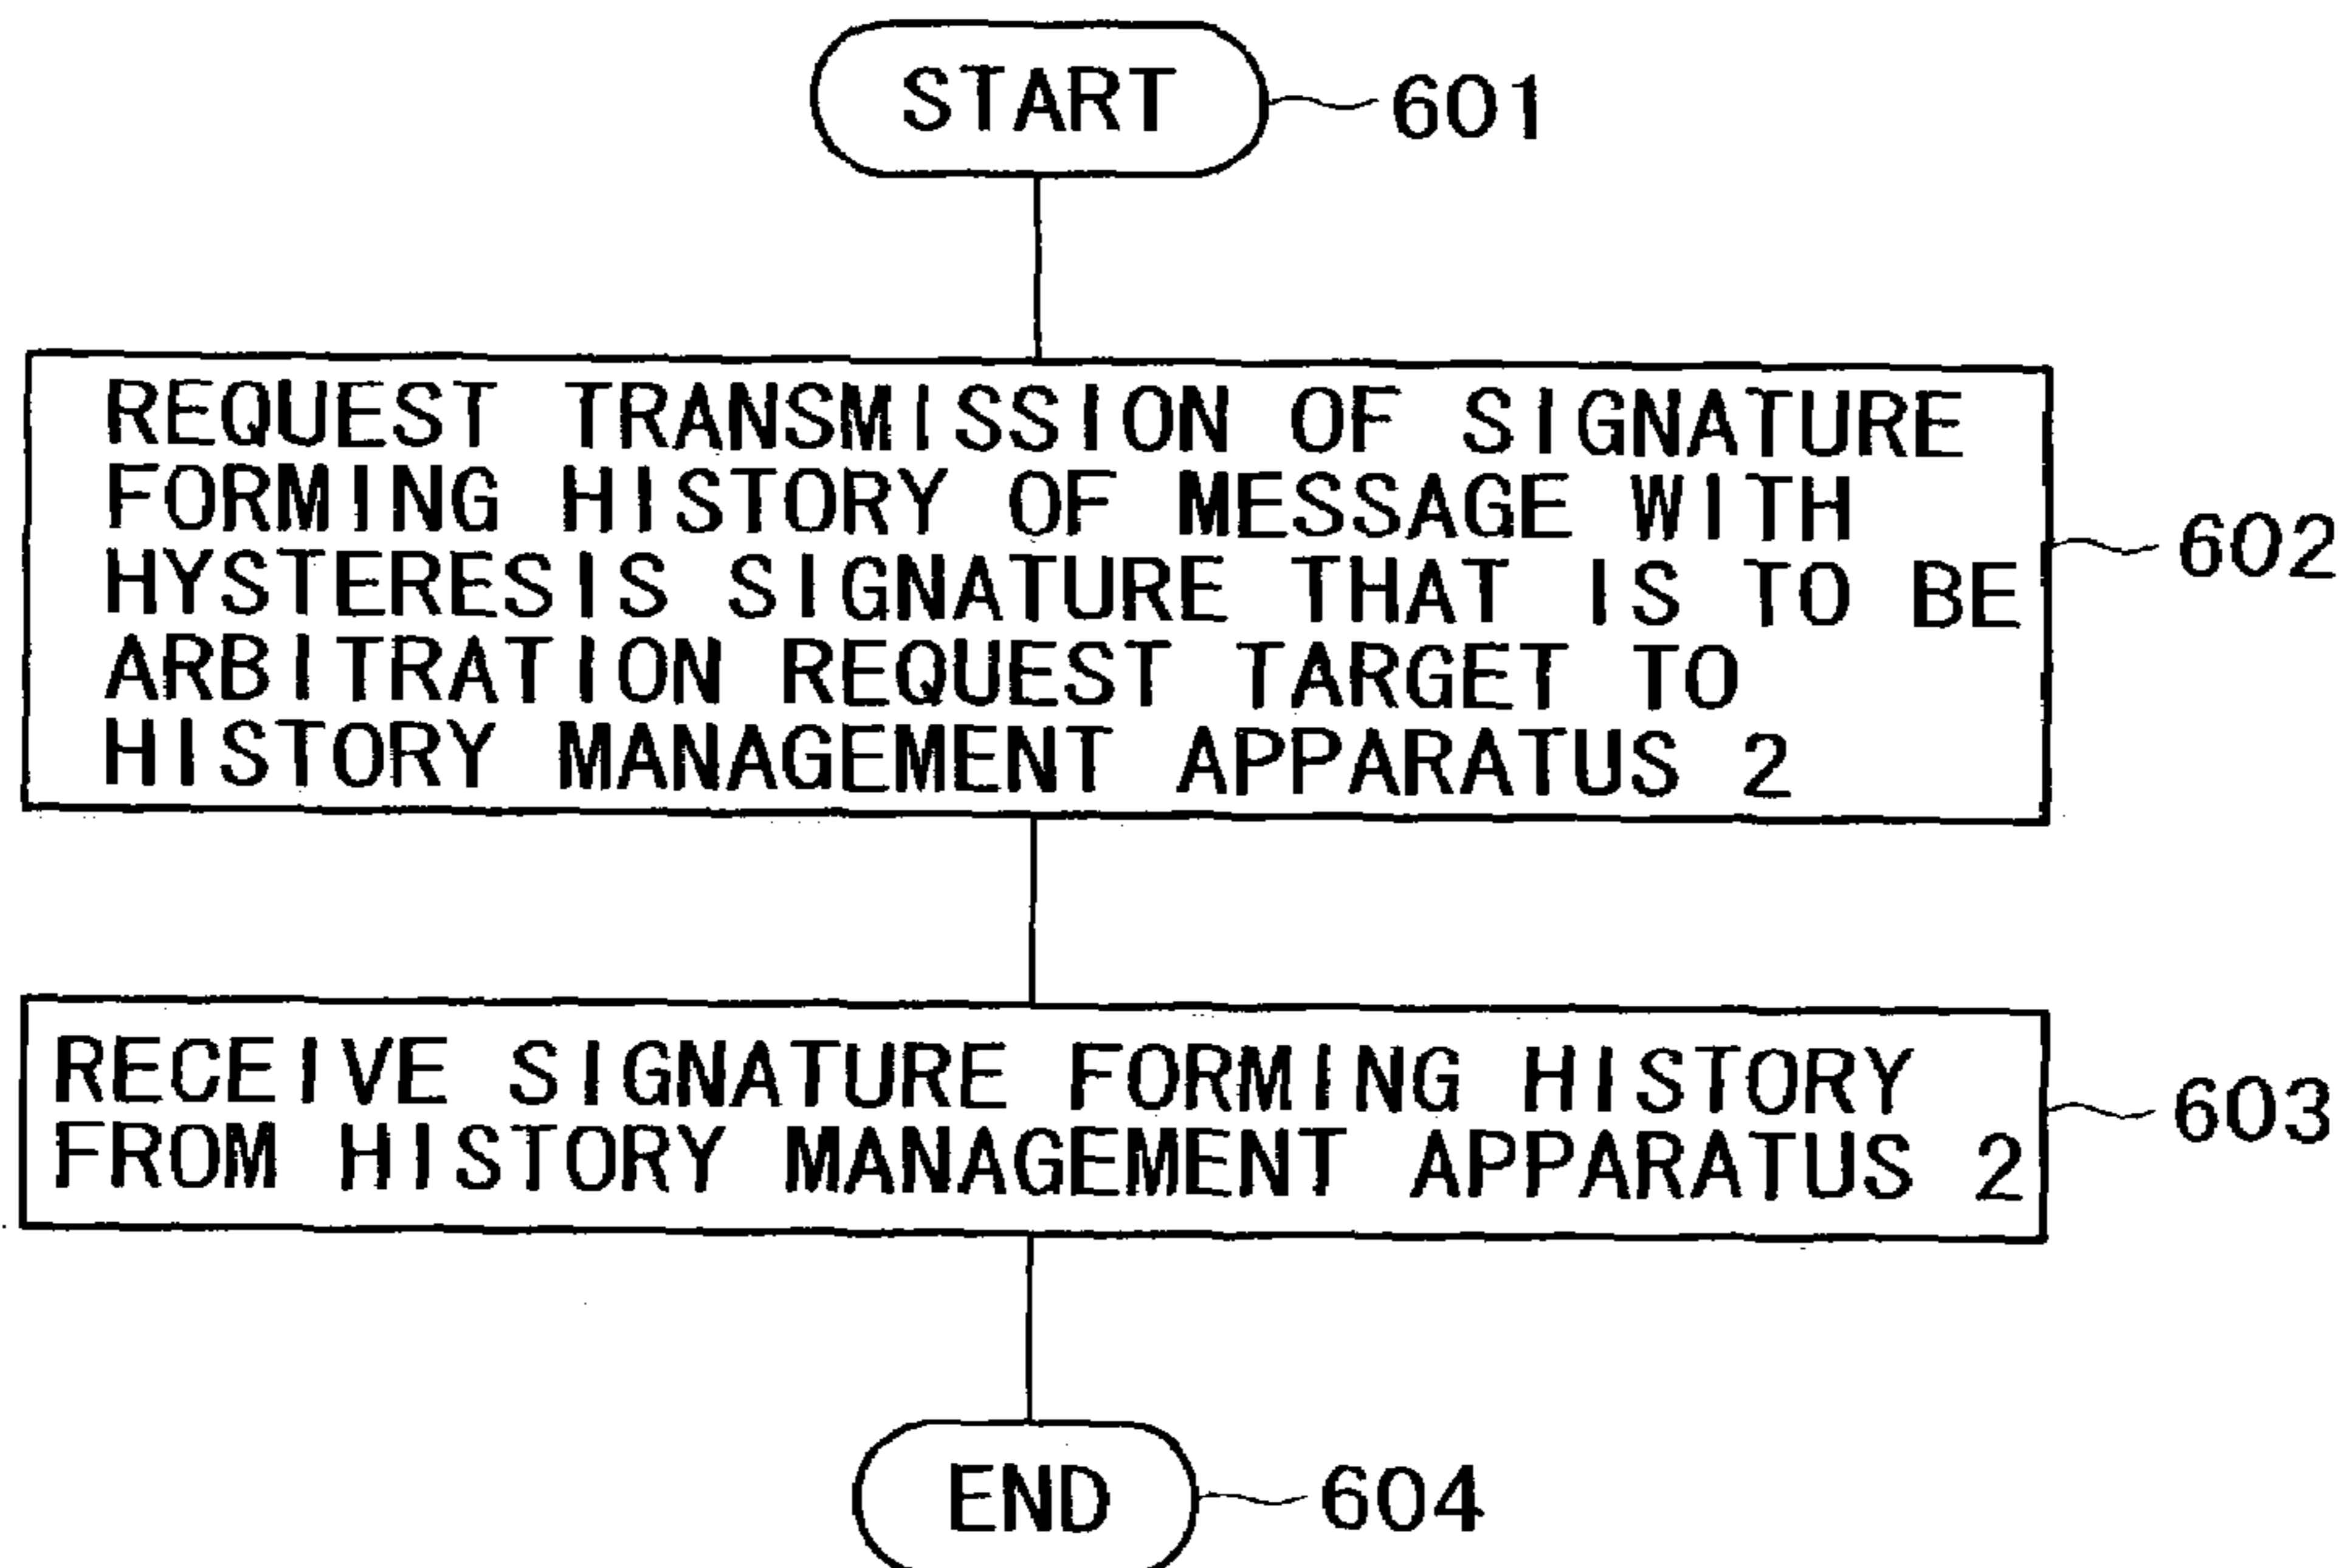 START
601
REQUEST TRANSMISSION OF SIGNATURE
FORMING HISTORY OF MESSAGE WITH
HYSTERESIS SIGNATURE THAT IS TO BE
ARBITRATION REQUEST TARGET TO
HISTORY MANAGEMENT APPARATUS 2
602
RECEIVE SIGNATURE FORMING HISTORY
FROM HISTORY MANAGEMENT APPARATUS 2
603
END
604